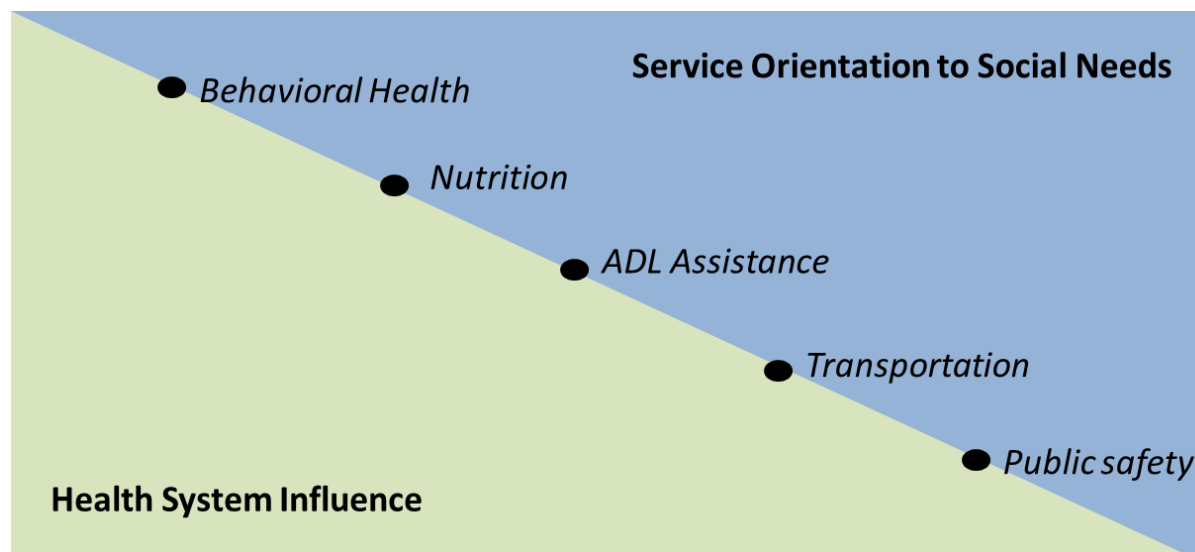 Service Orientation to Social Needs
Behavioral Health
Nutrition
ADL Assistance
Transportation
Public safety
Health System Influence